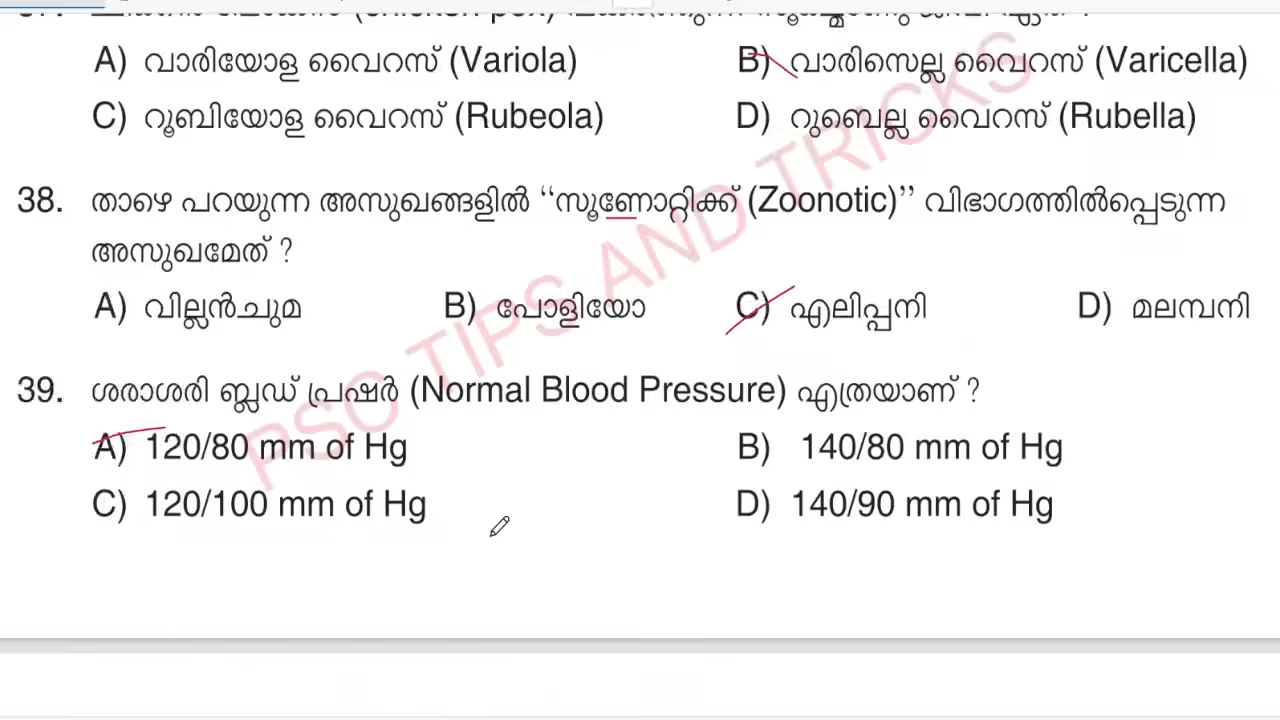 (chicken pox)
A) വാരിയോള വൈറസ് (Variola) B) വാരിസെല്ല വൈറസ് (Varicella)
C) റൂബിയോള വൈറസ് (Rubeola) D) റുബെല്ല വൈറസ് (Rubella)
38. താഴെ പറയുന്ന അസുഖങ്ങളിൽ “സൂണോറ്റിക്ക് (Zoonotic)” വിഭാഗത്തിൽപ്പെടുന്ന
അസുഖമേത് ?
A) വില്ലൻചുമ B) പോളിയോ C) എലിപ്പനി D) മലമ്പനി
39. ശരാശരി ബ്ലഡ് പ്രഷർ (Normal Blood Pressure) എത്രയാണ് ?
A) 120/80 mm of Hg B) 140/80 mm of Hg
C) 120/100 mm of Hg D) 140/90 mm of Hg
PSC TIPS AND TRICKS